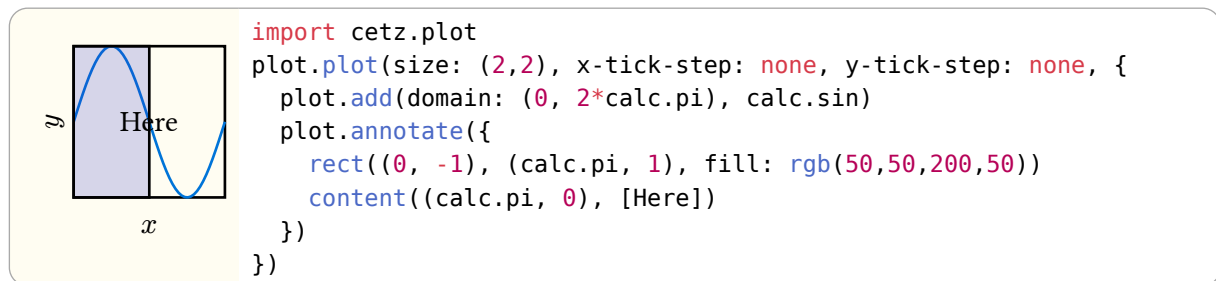 y
Here
x
import cetz.plot
plot.plot(size: (2,2), x-tick-step: none, y-tick-step: none, {
  plot.add(domain: (0, 2*calc.pi), calc.sin)
  plot.annotate({
    rect((0, -1), (calc.pi, 1), fill: rgb(50,50,200,50))
    content((calc.pi, 0), [Here])
  })
})